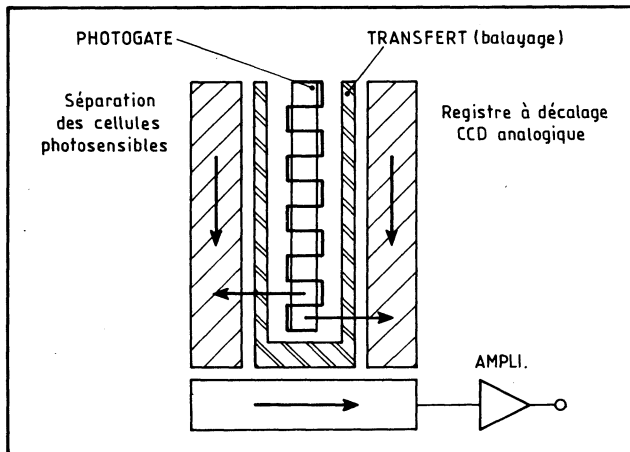 PHOTOGATE
TRANSFERT (balayage)
Séparation
des cellules
photosensibles
Registre à décalage
CCD analogique
AMPLI.